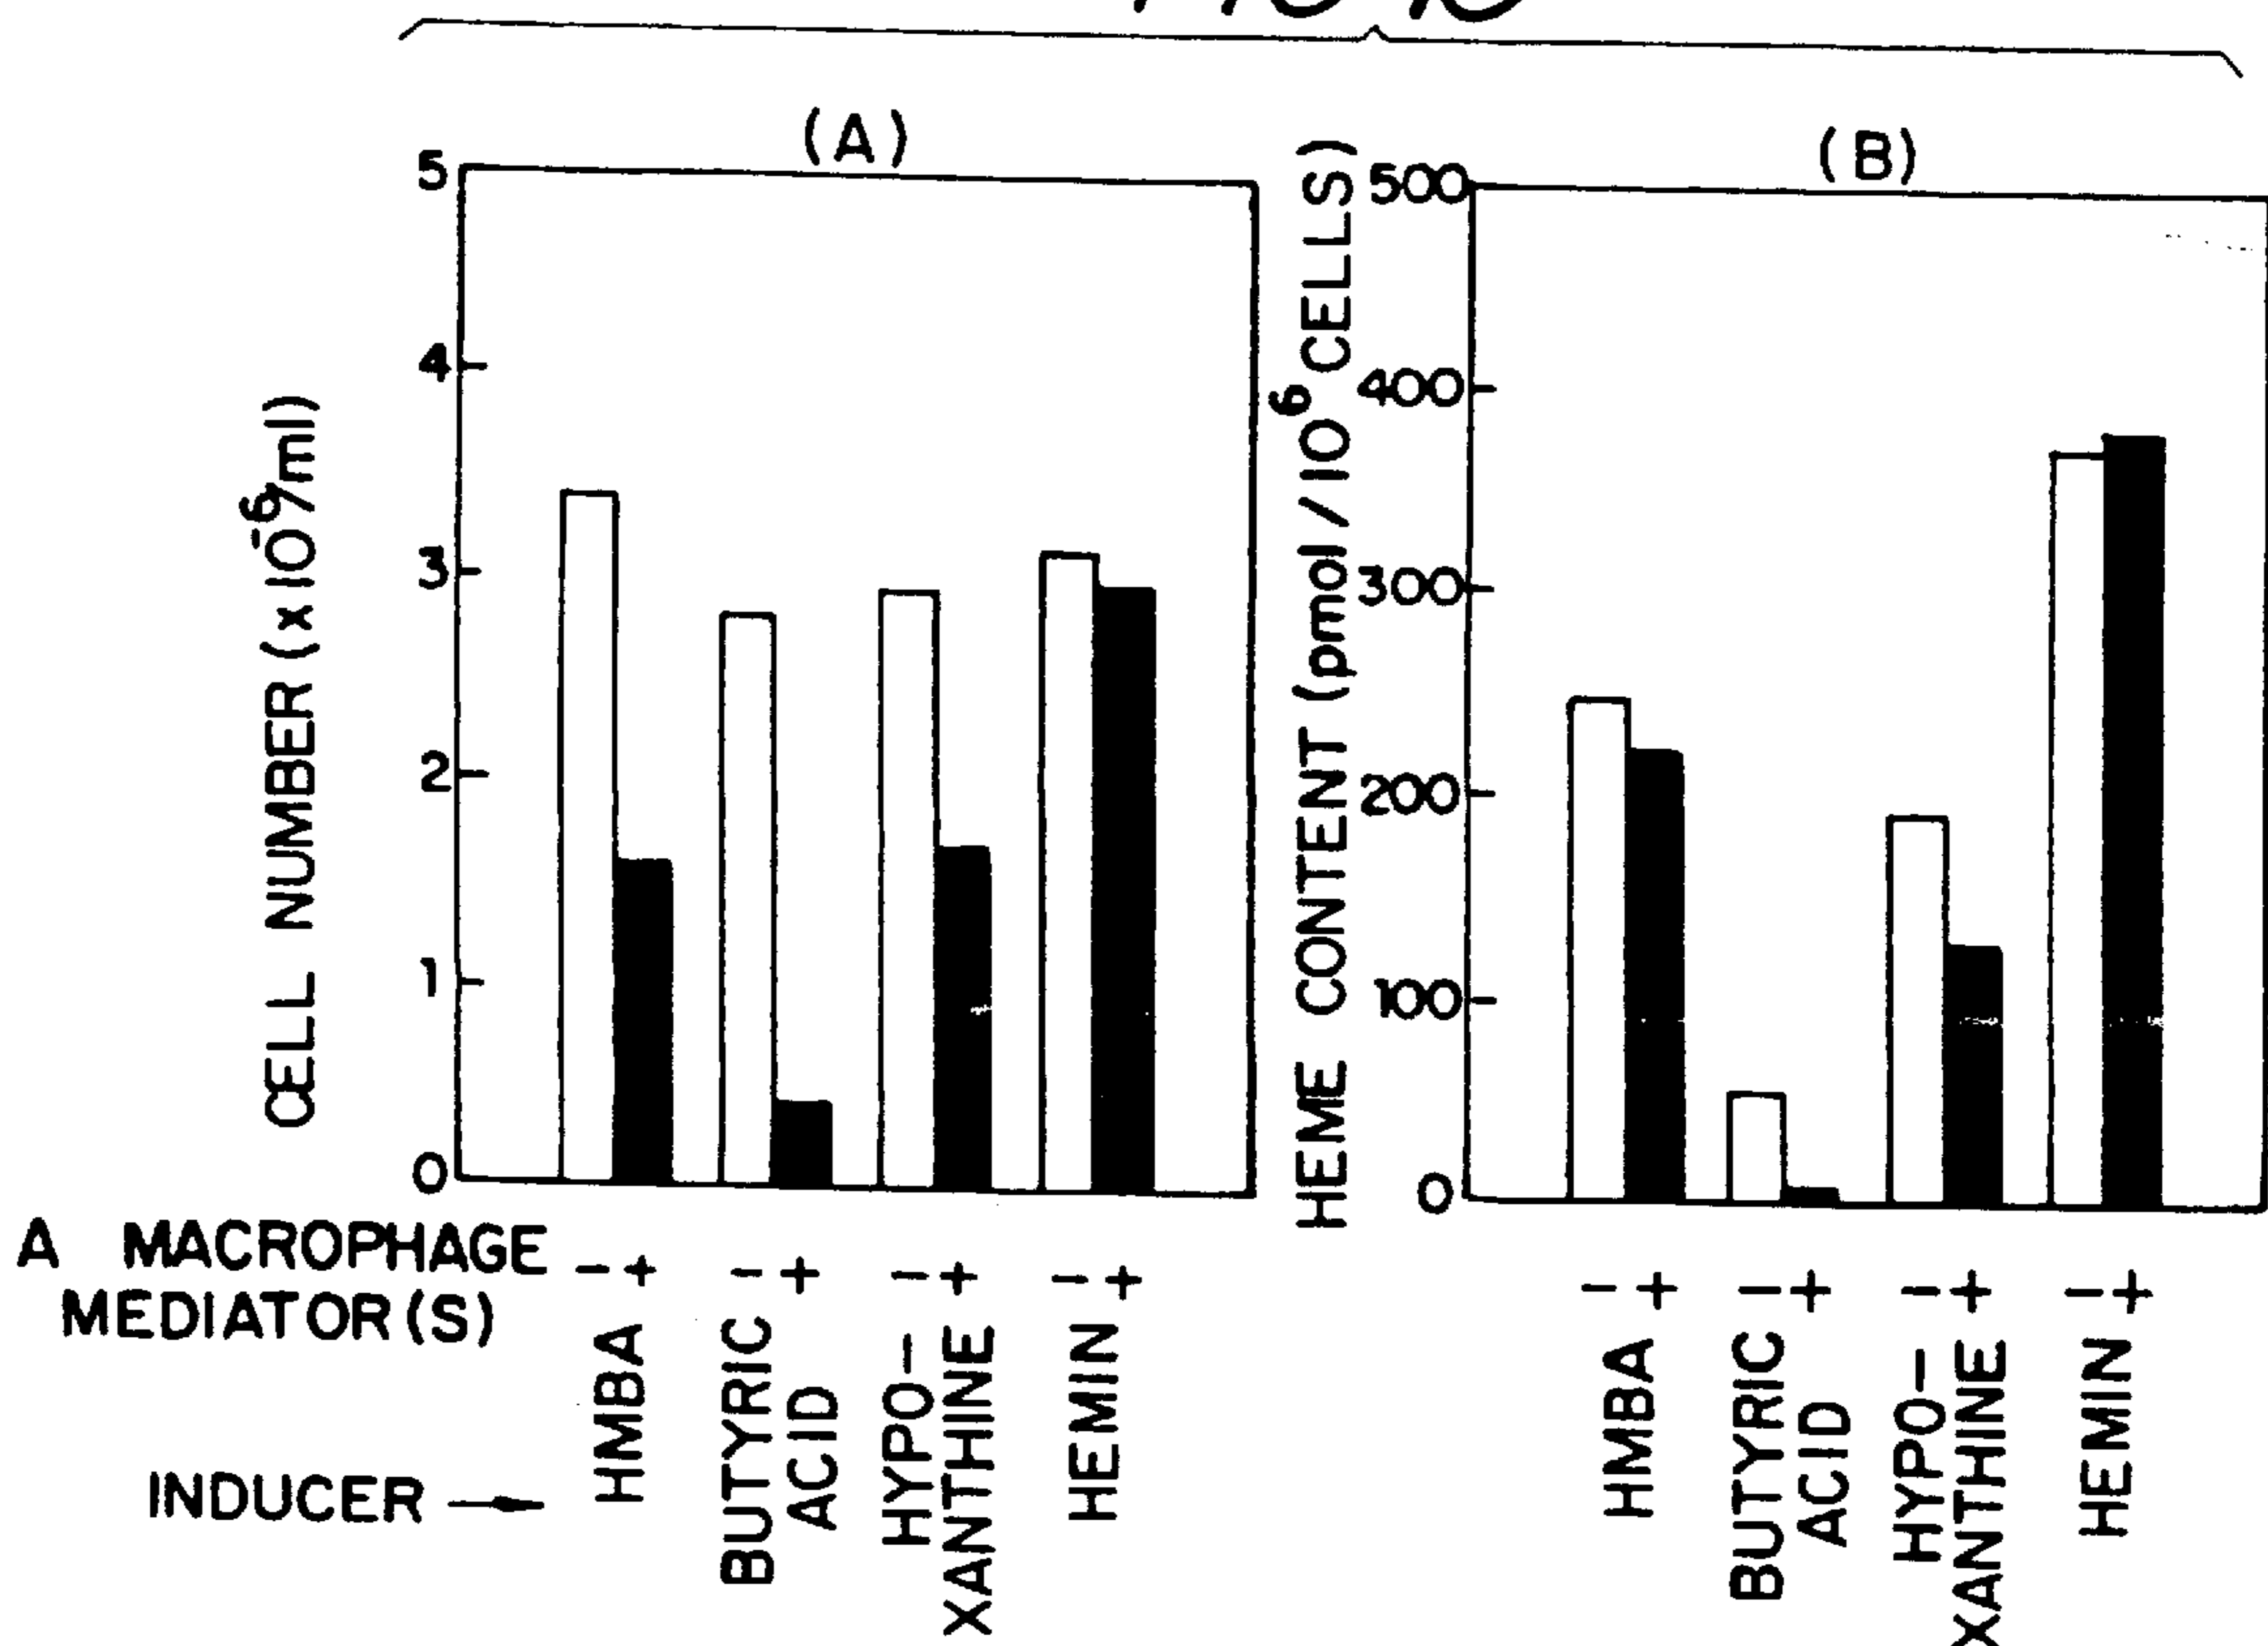 (A)
CELL NUMBER (x10⁻⁶/ml)
5
4
3
2
1
0
(B)
HEME CONTENT (pmol/10⁶ CELLS)
500
400
300
200
100
0
A MACROPHAGE - + - + - + - + - + - + - + - +
MEDIATOR(S)
INDUCER
HMBA
BUTYRIC
ACID
HYPO-
XANTHINE
HEMIN
HMBA
BUTYRIC
ACID
HYPO-
XANTHINE
HEMIN